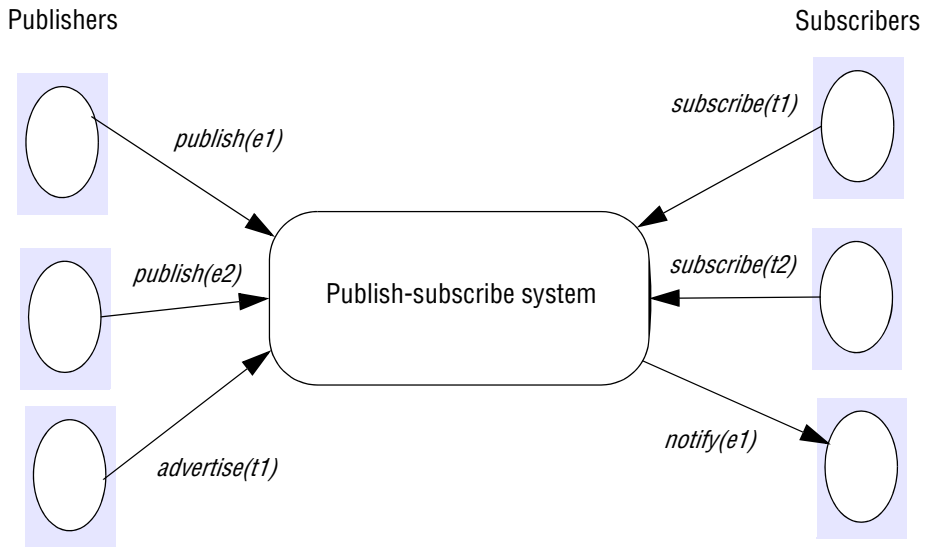 Publishers
Subscribers
publish(e1)
subscribe(t1)
publish(e2)
subscribe(t2)
Publish-subscribe system
advertise(t1)
notify(e1)